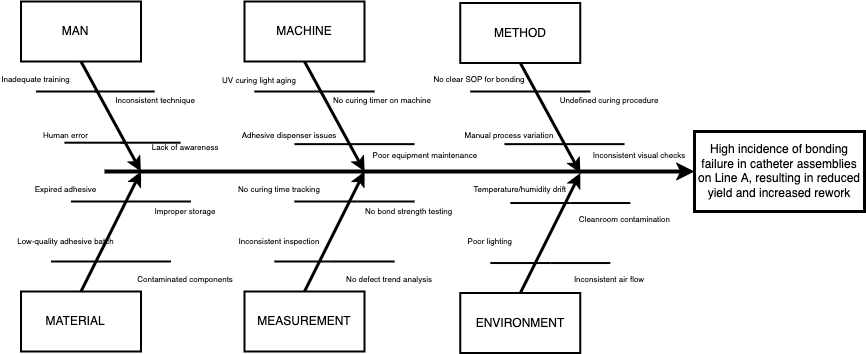 MAN
MACHINE
METHOD
Inadequate training
UV curing light aging
No clear SOP for bonding
Inconsistent technique
No curing timer on machine
Undefined curing procedure
Human error
Adhesive dispenser issues
Manual process variation
Lack of awareness
Poor equipment maintenance
Inconsistent visual checks
High incidence of bonding
failure in catheter assemblies
on Line A, resulting in reduced
yield and increased rework
Expired adhesive
No curing time tracking
Temperature/humidity drift
Improper storage
No bond strength testing
Cleanroom contamination
Low-quality adhesive batch
Inconsistent inspection
Poor lighting
Contaminated components
No defect trend analysis
Inconsistent air flow
MATERIAL
MEASUREMENT
ENVIRONMENT